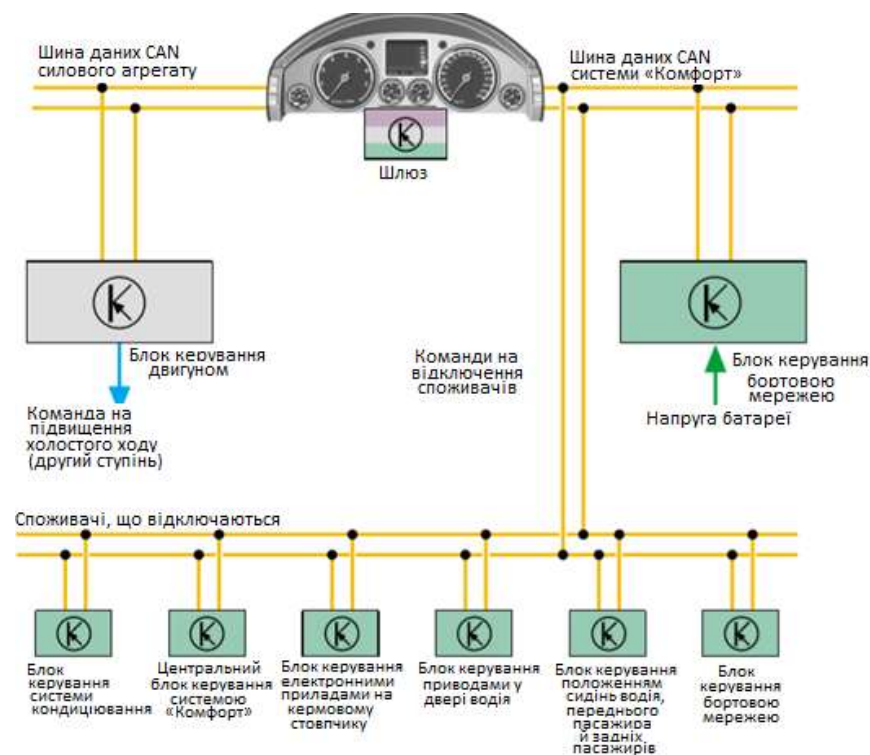 Шина даних CAN
силового агрегату
Шина даних CAN
системи «Комфорт»
Шлюз
Блок керування
двигуном
Команда на
підвищення
холостого ходу
(другий ступінь)
Команди на
відключення
споживачів
Блок керування
бортовою
мережею
Напруга батареї
Споживачі, що відключаються
Блок
керування
системи
кондиціювання
Центральний
блок керування
системою
«Комфорт»
Блок керування
електронними
приладами на
кермовому
стовпчику
Блок керування
приводами у
двері водія
Блок керування
положенням
сидінь водія,
переднього
пасажира
й задніх
пасажирів
Блок
керування
бортовою
мережею